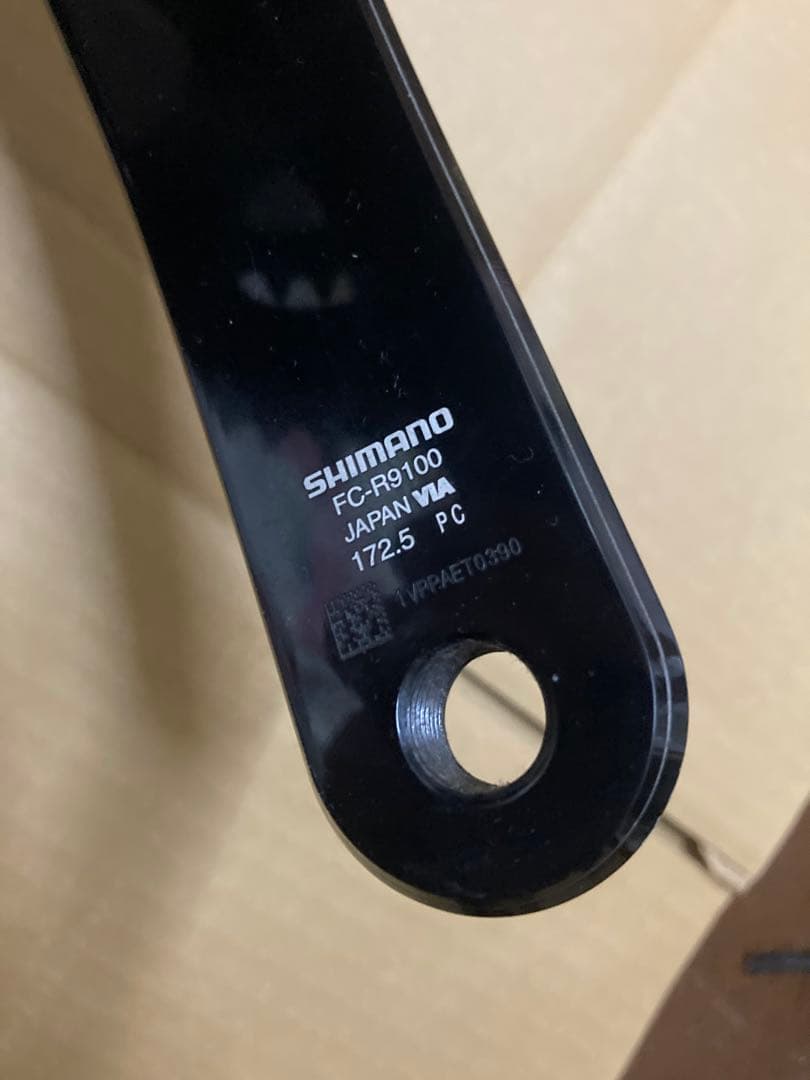 SHIMANO
FC-R9100
JAPAN VIA
172.5 PC
1VPPAET0390